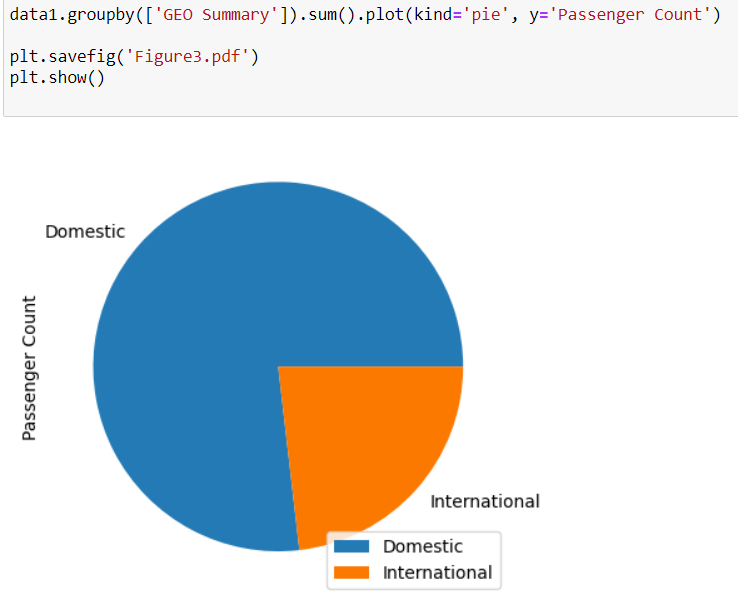 data1.groupby(['GEO Summary']).sum().plot(kind='pie', y='Passenger Count')
plt.savefig('Figure3.pdf')
plt.show()
Domestic
Passenger Count
International
Domestic
International